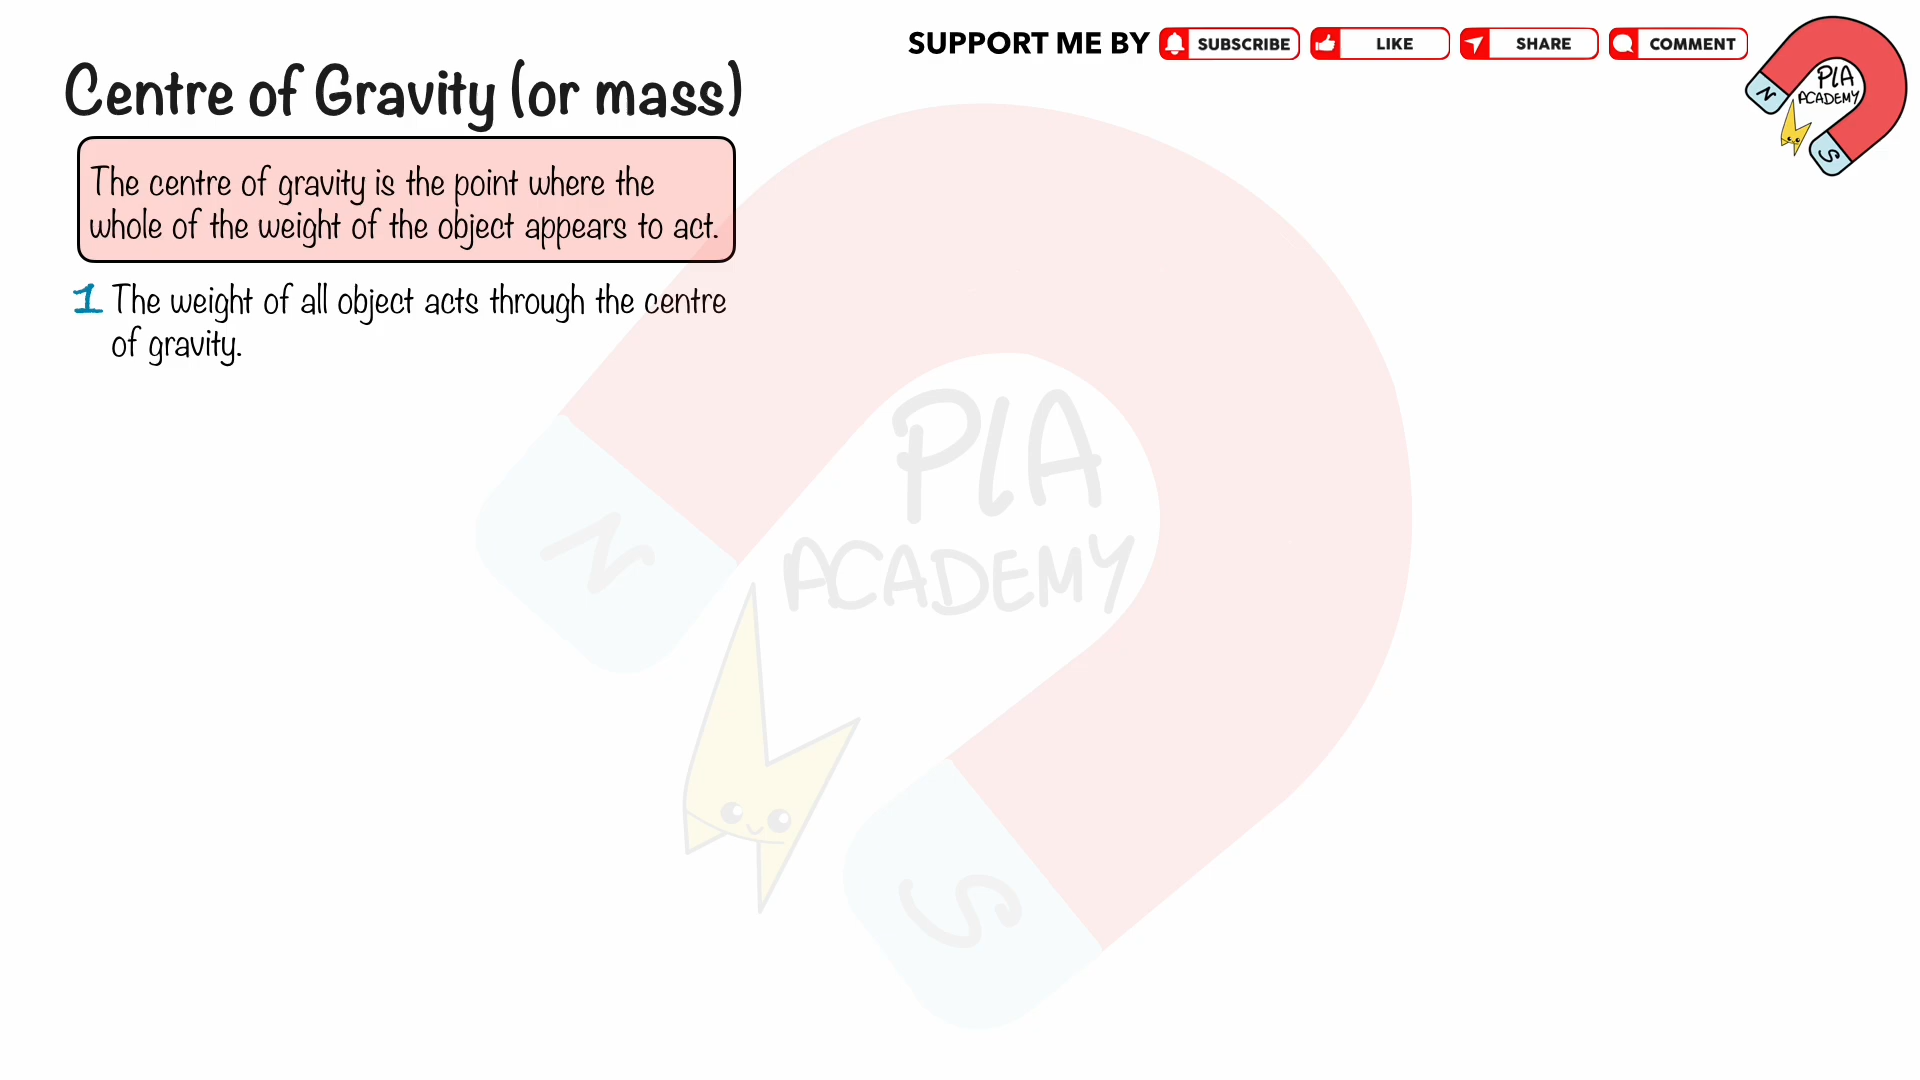 SUPPORT ME BY SUBSCRIBE LIKE SHARE COMMENT
PLA
ACADEMY
N
S
Centre of Gravity (or mass)
The centre of gravity is the point where the
whole of the weight of the object appears to act.
1 The weight of all object acts through the centre
of gravity.
PLA
ACADEMY
N
S